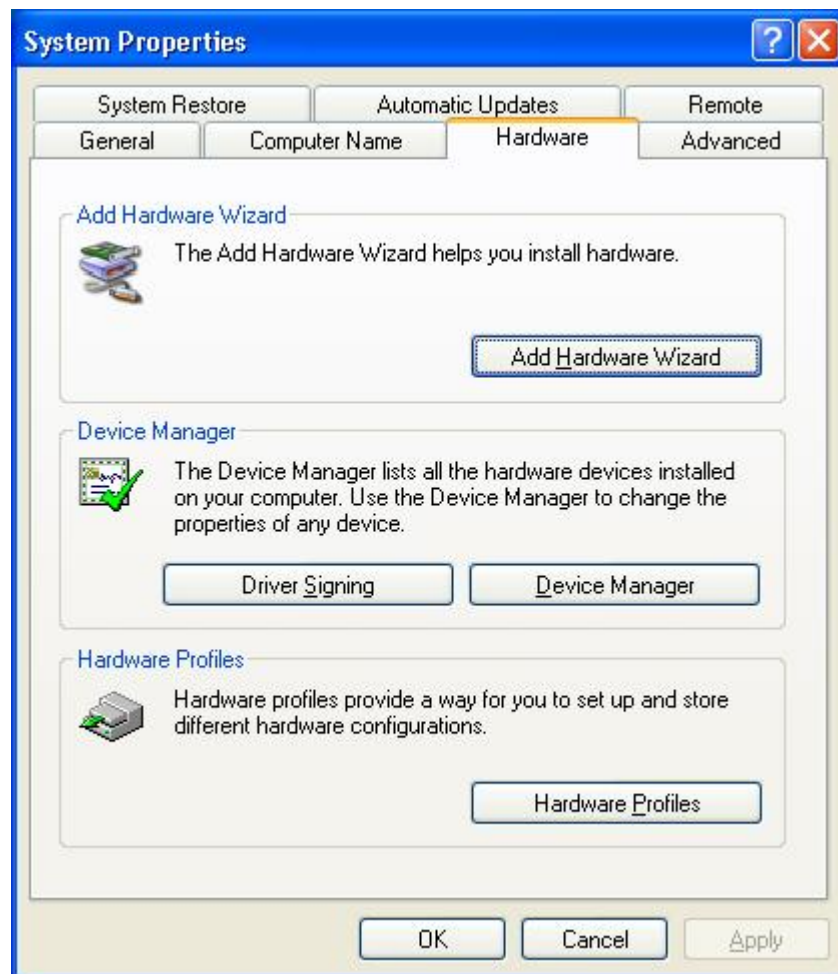 System Properties
?
System Restore
Automatic Updates
Remote
General
Computer Name
Hardware
Advanced
Add Hardware Wizard
The Add Hardware Wizard helps you install hardware.
Add Hardware Wizard
Device Manager
The Device Manager lists all the hardware devices installed
on your computer. Use the Device Manager to change the
properties of any device.
Driver Signing
Device Manager
Hardware Profiles
Hardware profiles provide a way for you to set up and store
different hardware configurations.
Hardware Profiles
OK
Cancel
Apply